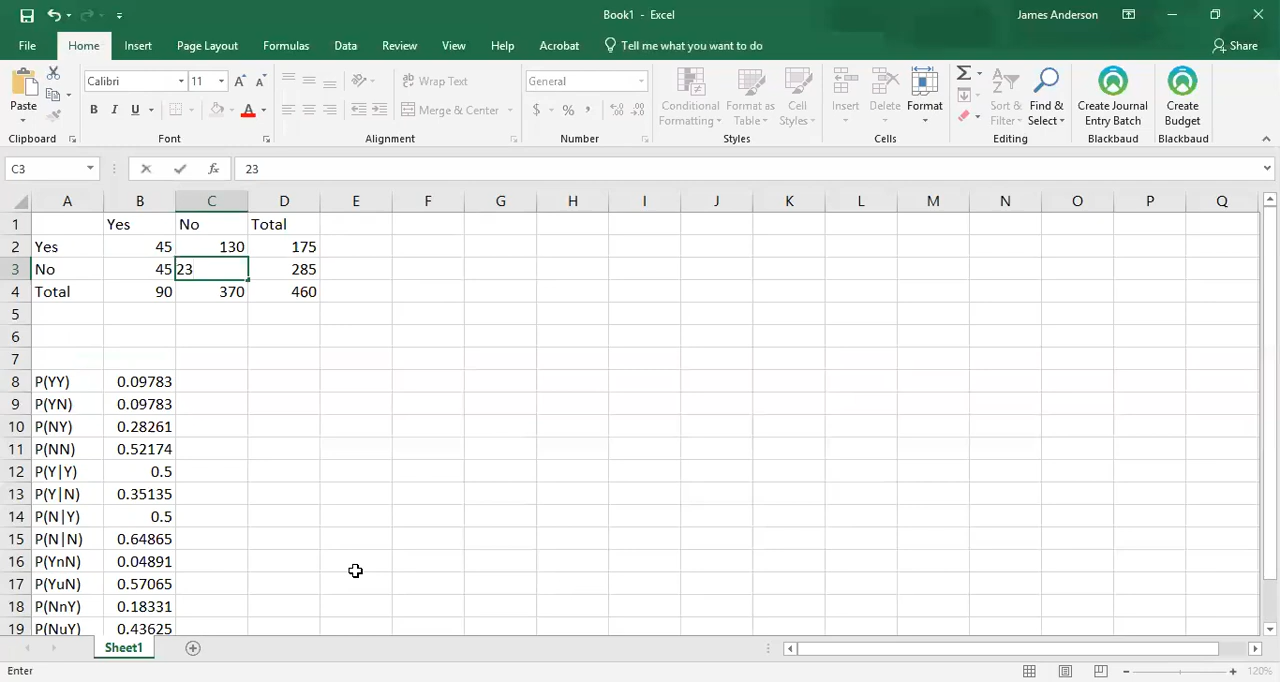 Book1 - Excel
James Anderson
File Home Insert Page Layout Formulas Data Review View Help Acrobat Tell me what you want to do Share
Calibri 11 Wrap Text General
Paste B I U Merge & Center $ % , Conditional Formatting Format as Table Cell Styles Insert Delete Format Sort & Filter Find & Select Create Journal Entry Batch Create Budget
Clipboard Font Alignment Number Styles Cells Editing Blackbaud Blackbaud
C3 fx 23
A B C D E F G H I J K L M N O P Q
1 Yes No Total
2 Yes 45 130 175
3 No 45 23 285
4 Total 90 370 460
5
6
7
8 P(YY) 0.09783
9 P(YN) 0.09783
10 P(NY) 0.28261
11 P(NN) 0.52174
12 P(Y|Y) 0.5
13 P(Y|N) 0.35135
14 P(N|Y) 0.5
15 P(N|N) 0.64865
16 P(YnN) 0.04891
17 P(YuN) 0.57065
18 P(NnY) 0.18331
19 P(NuY) 0.43625
Sheet1
Enter 120%